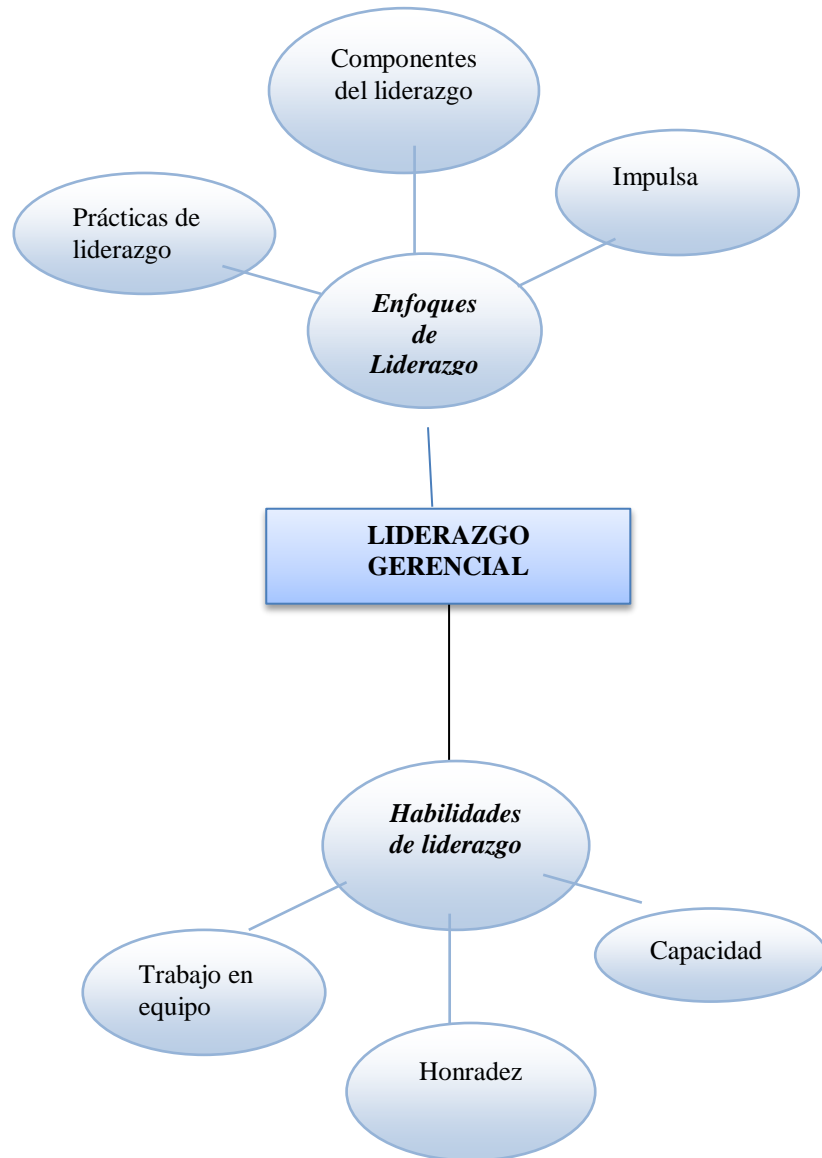 Componentes
del liderazgo
Impulsa
Prácticas de
liderazgo
Enfoques
de
Liderazgo
LIDERAZGO
GERENCIAL
Habilidades
de liderazgo
Capacidad
Trabajo en
equipo
Honradez